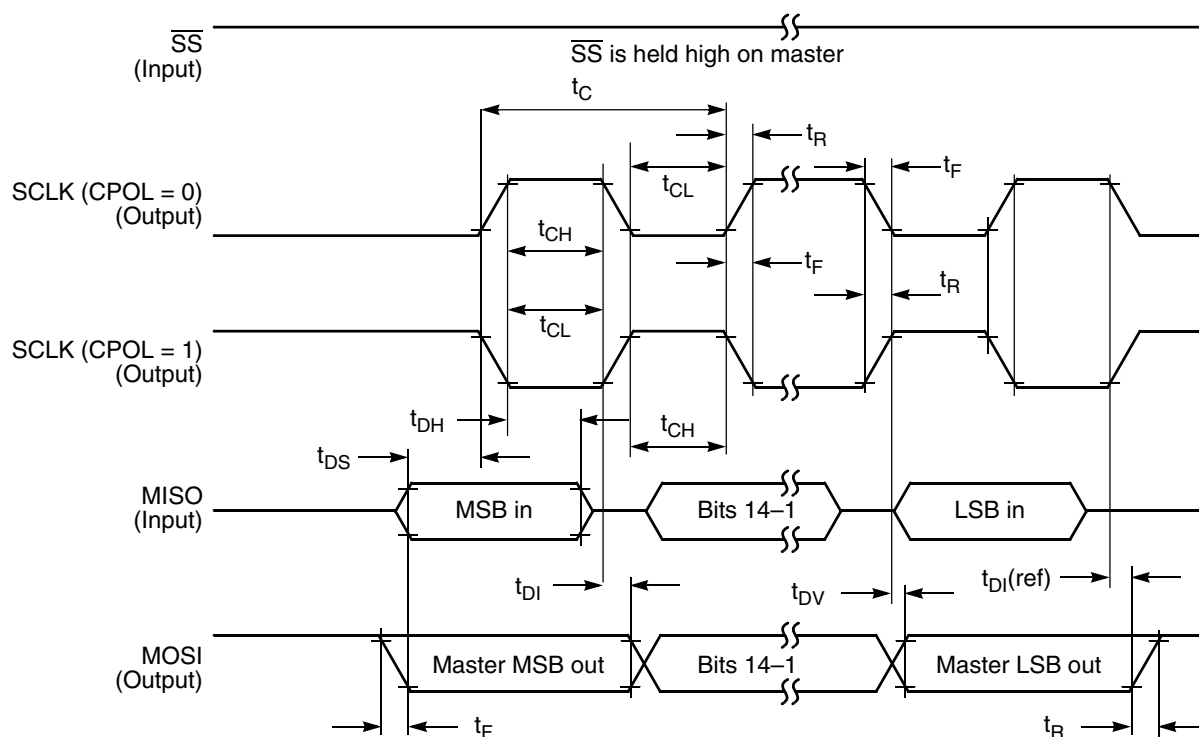 SS
(Input)
SS is held high on master
tC
tR
tF
SCLK (CPOL = 0)
(Output)
tCL
tCH
tF
tR
tCL
SCLK (CPOL = 1)
(Output)
tDH
tCH
tDS
MISO
(Input)
MSB in
Bits 14–1
LSB in
tDI
tDV
tDI(ref)
MOSI
(Output)
Master MSB out
Bits 14–1
Master LSB out
tF
tR